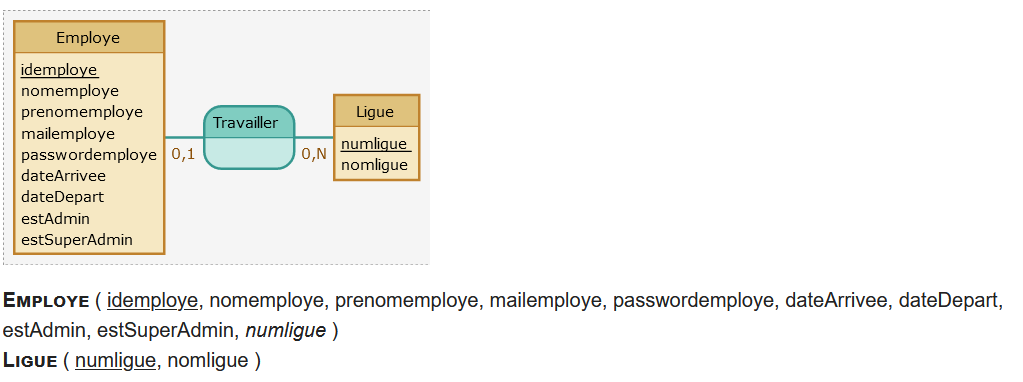 Employe
idemploye
nomemploye
prenomemploye
mailemploye
passwordemploye
dateArrivee
dateDepart
estAdmin
estSuperAdmin
0,1
Travailler
0,N
Ligue
numligue
nomligue
EMPLOYE ( idemploye, nomemploye, prenomemploye, mailemploye, passwordemploye, dateArrivee, dateDepart,
estAdmin, estSuperAdmin, numligue )
LIGUE ( numligue, nomligue )